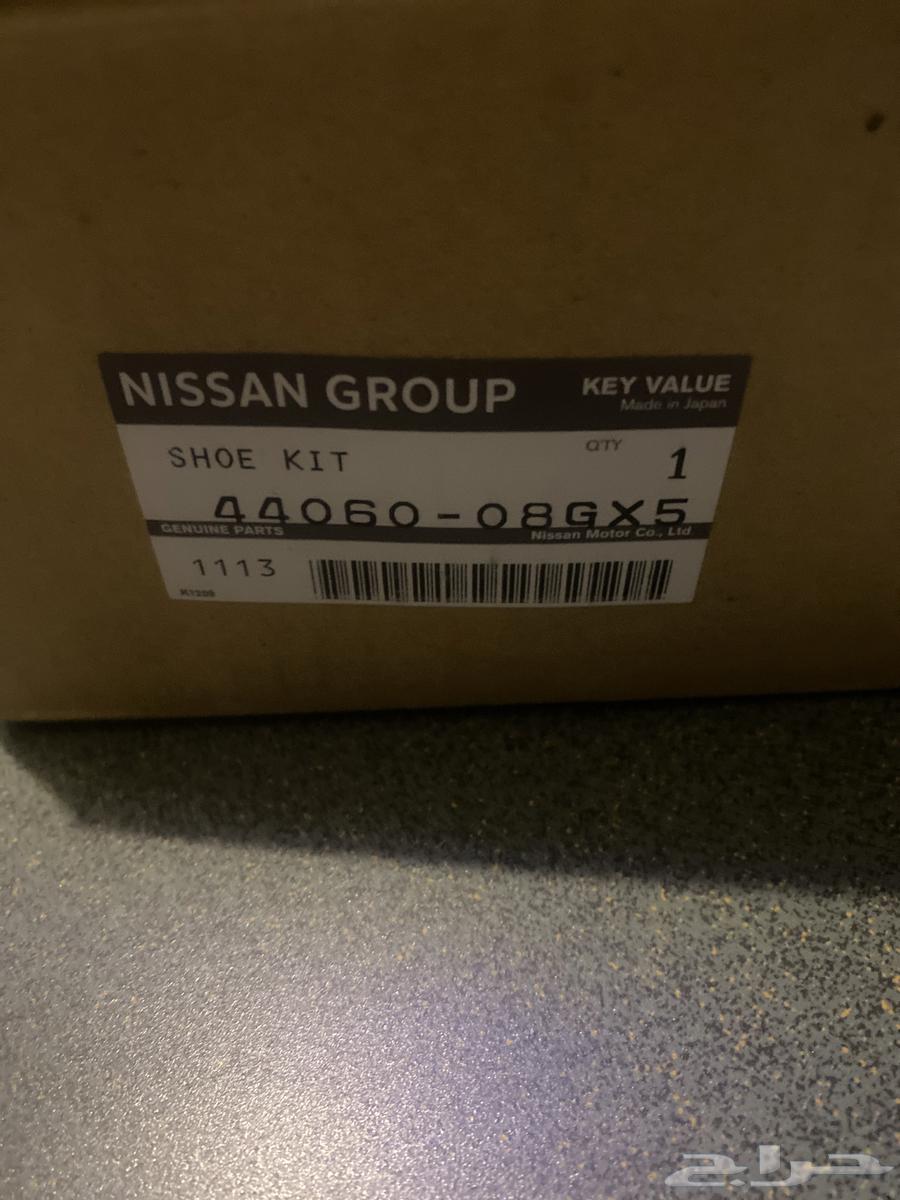 NISSAN GROUP
KEY VALUE
Made in Japan
SHOE KIT
QTY
1
44060-08GX5
GENUINE PARTS
Nissan Motor Co., Ltd
1113
K1209
حراج